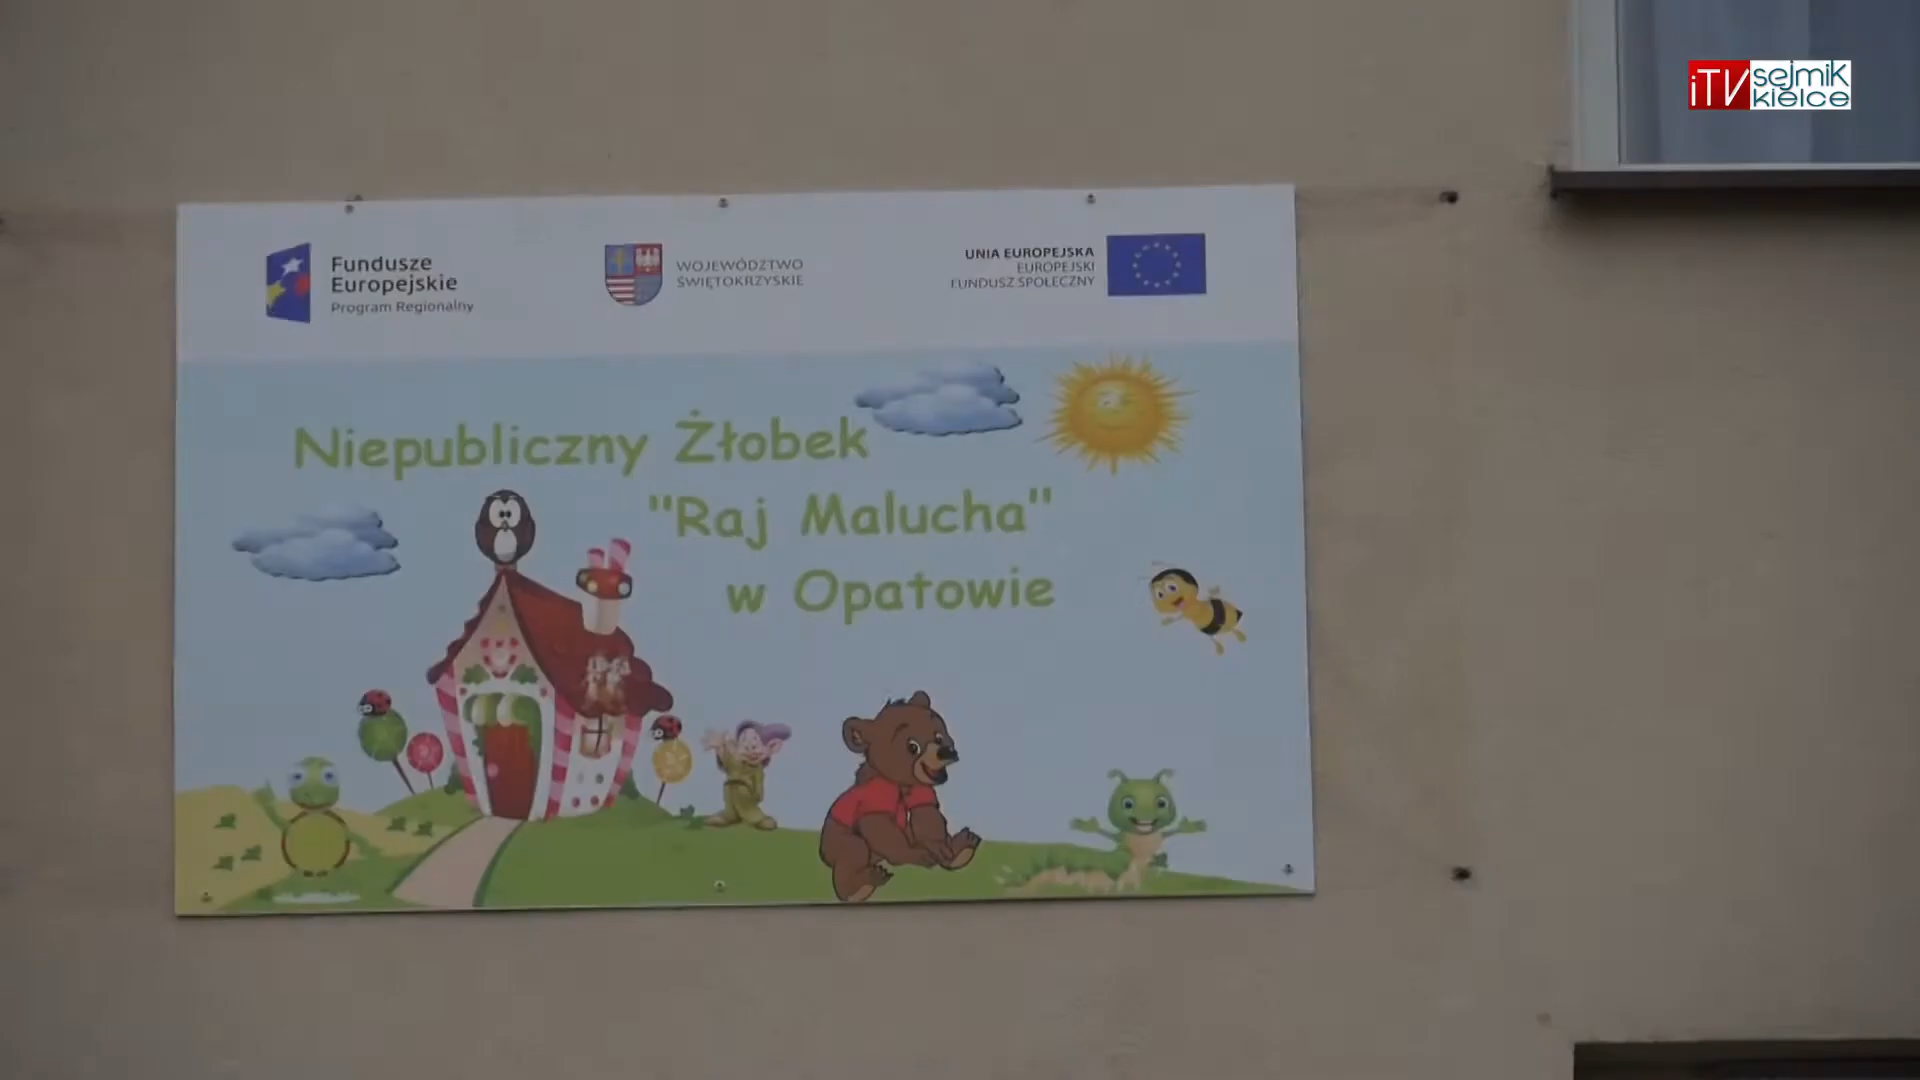 iTV sejmik
kielce
Fundusze
Europejskie
Program Regionalny
WOJEWÓDZTWO
ŚWIĘTOKRZYSKIE
UNIA EUROPEJSKA
EUROPEJSKI
FUNDUSZ SPOŁECZNY
Niepubliczny Żłobek
"Raj Malucha"
w Opatowie